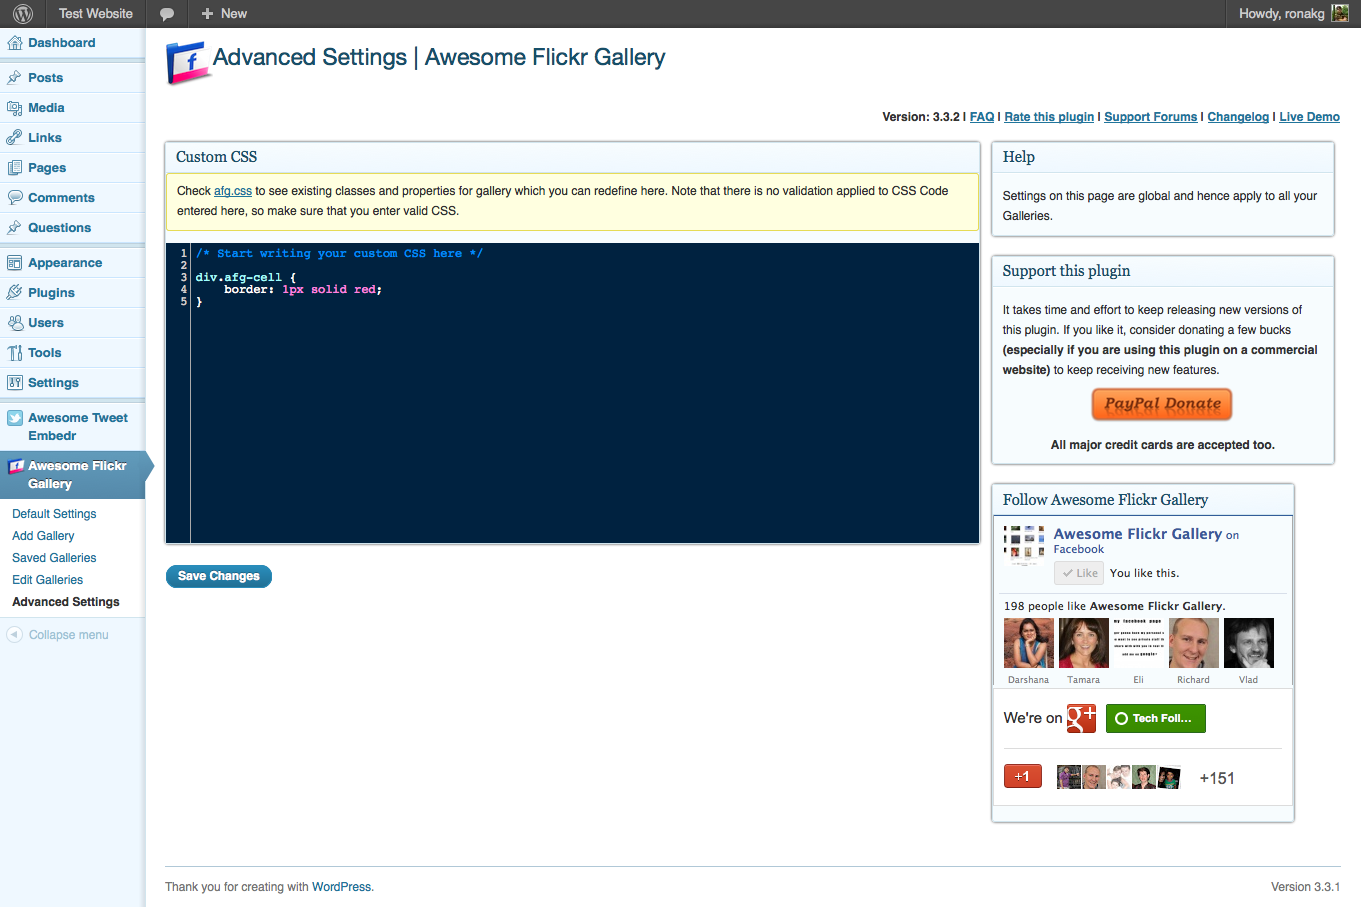 Test Website
+ New
Howdy, ronakg
Dashboard
Posts
Media
Links
Pages
Comments
Questions
Appearance
Plugins
Users
Tools
Settings
Awesome Tweet
Embedr
Awesome Flickr
Gallery
Default Settings
Add Gallery
Saved Galleries
Edit Galleries
Advanced Settings
Collapse menu
Advanced Settings | Awesome Flickr Gallery
Version: 3.3.2 | FAQ | Rate this plugin | Support Forums | Changelog | Live Demo
Custom CSS
Check afg.css to see existing classes and properties for gallery which you can redefine here. Note that there is no validation applied to CSS Code
entered here, so make sure that you enter valid CSS.
1 /* Start writing your custom CSS here */
2
3 div.afg-cell {
4 border: 1px solid red;
5 }
Save Changes
Help
Settings on this page are global and hence apply to all your
Galleries.
Support this plugin
It takes time and effort to keep releasing new versions of
this plugin. If you like it, consider donating a few bucks
(especially if you are using this plugin on a commercial
website) to keep receiving new features.
PayPal Donate
All major credit cards are accepted too.
Follow Awesome Flickr Gallery
Awesome Flickr Gallery on
Facebook
Like You like this.
198 people like Awesome Flickr Gallery.
my facebook page
Darshana Tamara Eli Richard Vlad
We're on g+ Tech Foll...
+1 +151
Thank you for creating with WordPress.
Version 3.3.1